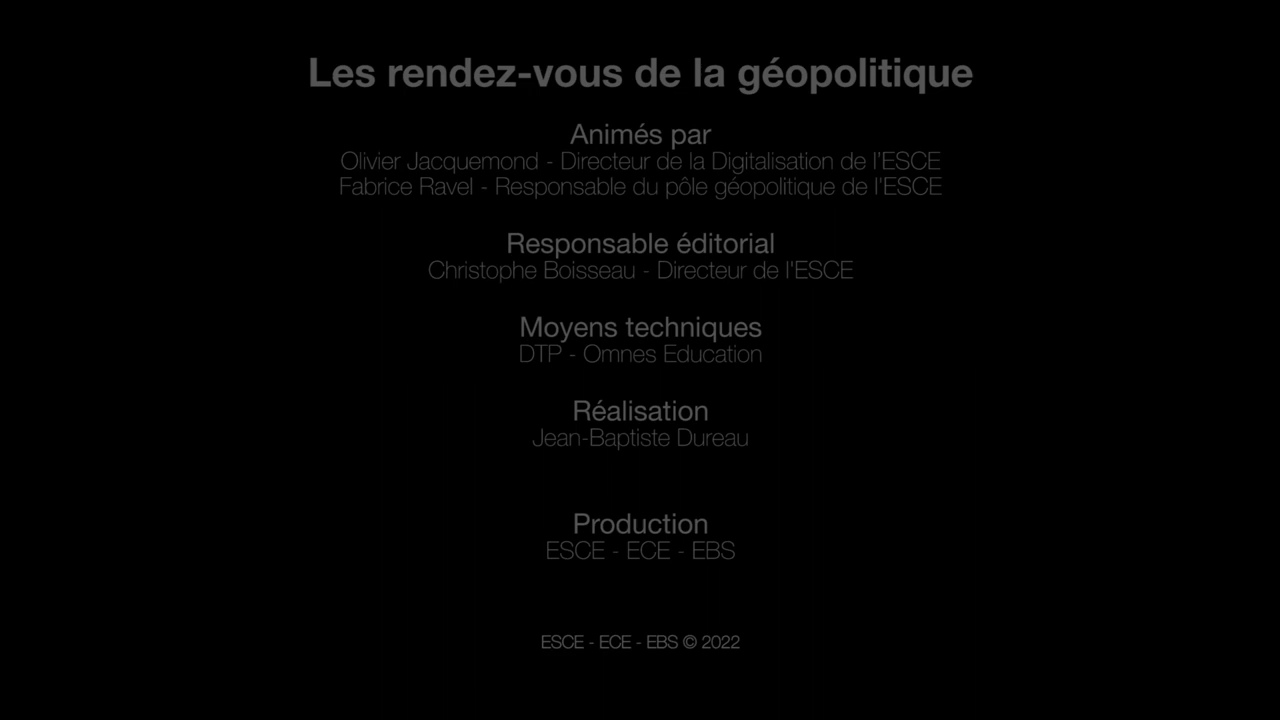 Les rendez-vous de la géopolitique
Animés par
Olivier Jacquemond - Directeur de la Digitalisation de l'ESCE
Fabrice Ravel - Responsable du pôle géopolitique de l'ESCE
Responsable éditorial
Christophe Boisseau - Directeur de l'ESCE
Moyens techniques
DTP - Omnes Education
Réalisation
Jean-Baptiste Dureau
Production
ESCE - ECE - EBS
ESCE - ECE - EBS © 2022